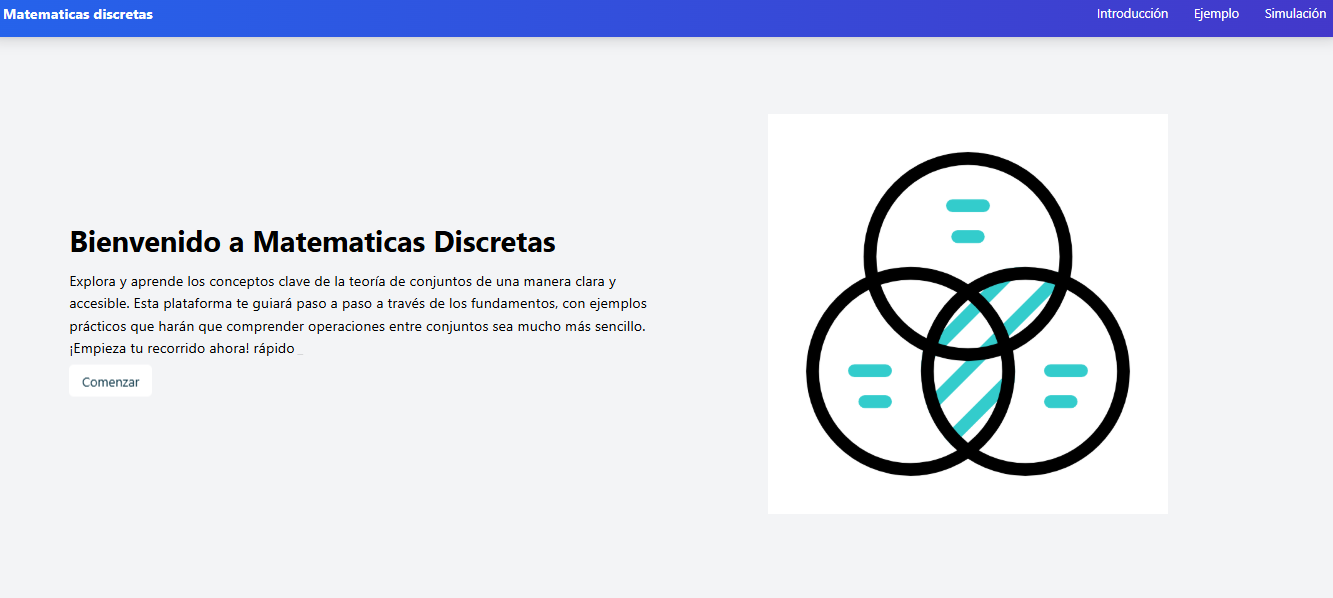 Matematicas discretas
Introducción
Ejemplo
Simulación
Bienvenido a Matematicas Discretas
Explora y aprende los conceptos clave de la teoría de conjuntos de una manera clara y
accesible. Esta plataforma te guiará paso a paso a través de los fundamentos, con ejemplos
prácticos que harán que comprender operaciones entre conjuntos sea mucho más sencillo.
¡Empieza tu recorrido ahora! rápido _
Comenzar